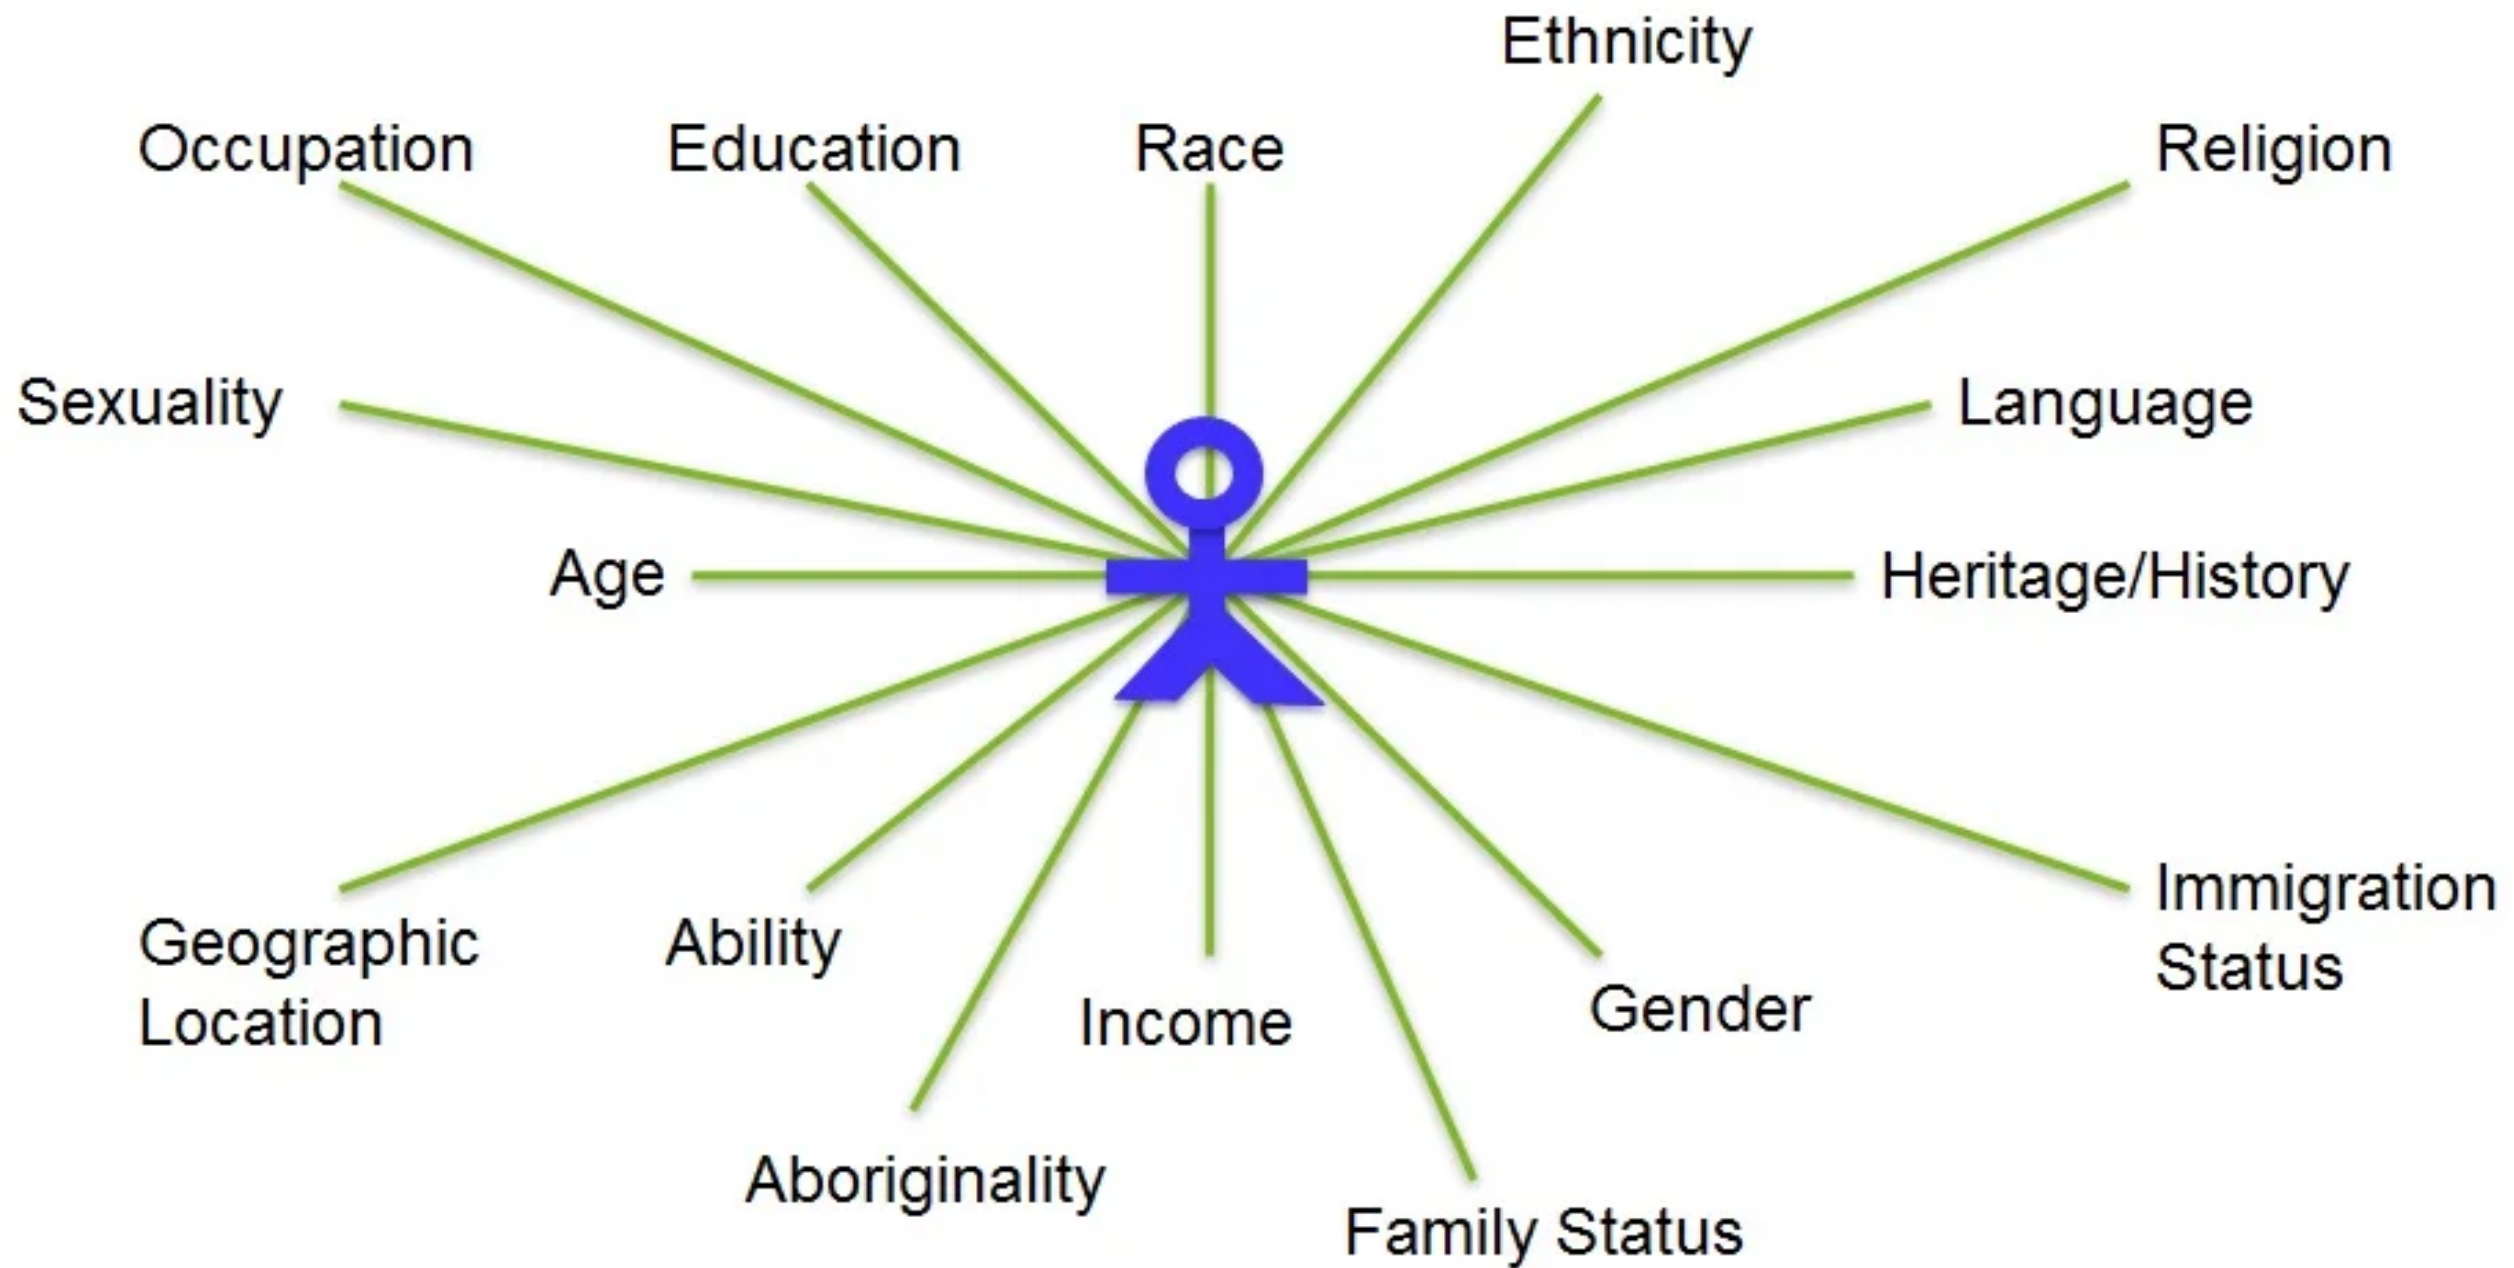 Ethnicity
Occupation
Education
Race
Religion
Sexuality
Language
Age
Heritage/History
Geographic
Location
Ability
Income
Gender
Immigration
Status
Aboriginality
Family Status